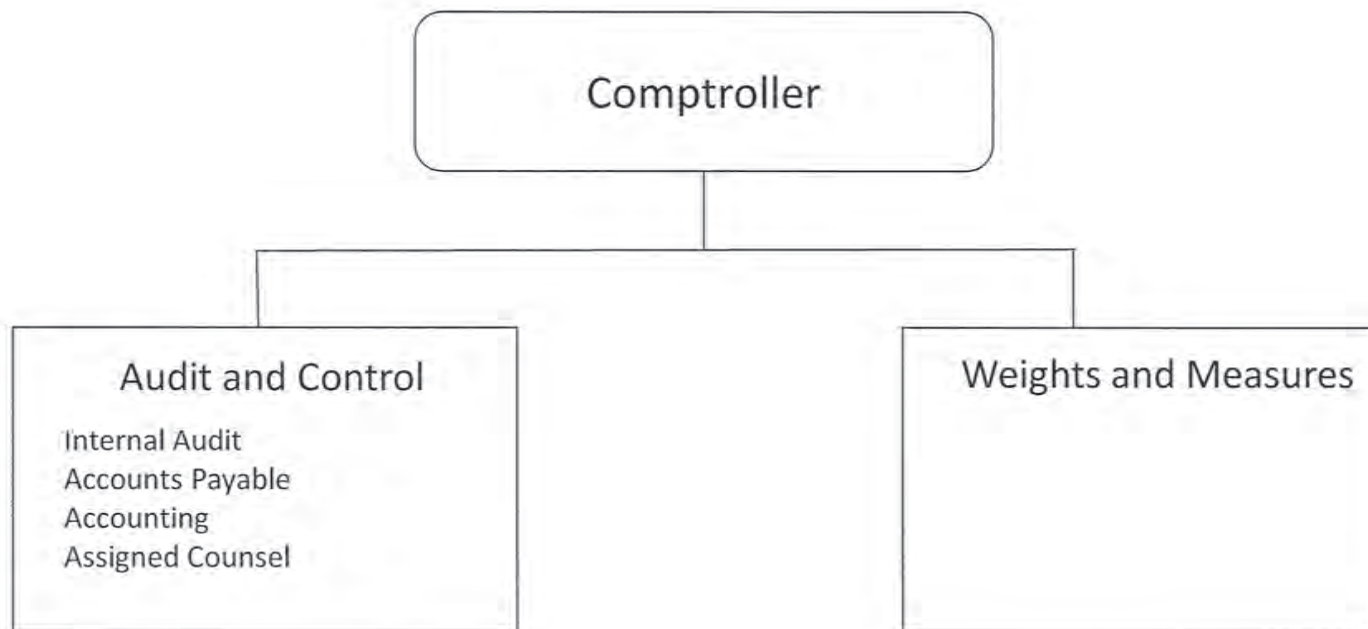 Comptroller
Audit and Control
Internal Audit
Accounts Payable
Accounting
Assigned Counsel
Weights and Measures